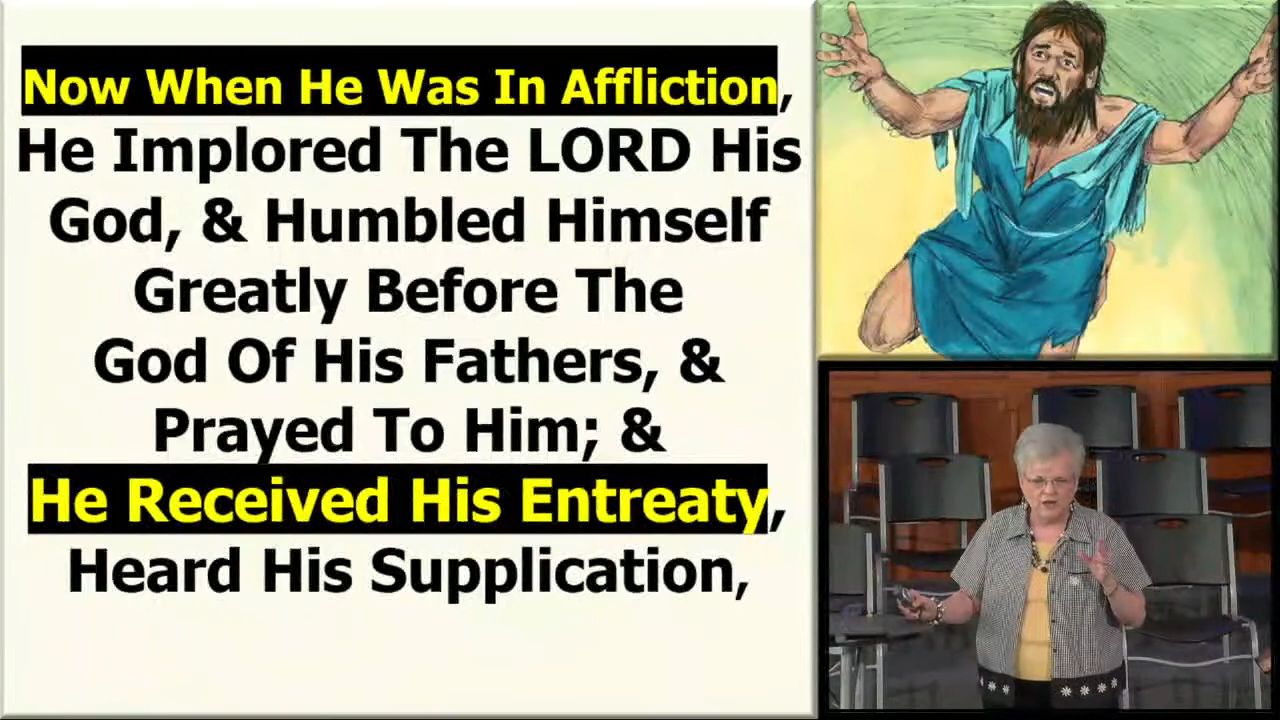 Now When He Was In Affliction,
He Implored The LORD His
God, & Humbled Himself
Greatly Before The
God Of His Fathers, &
Prayed To Him; &
He Received His Entreaty,
Heard His Supplication,